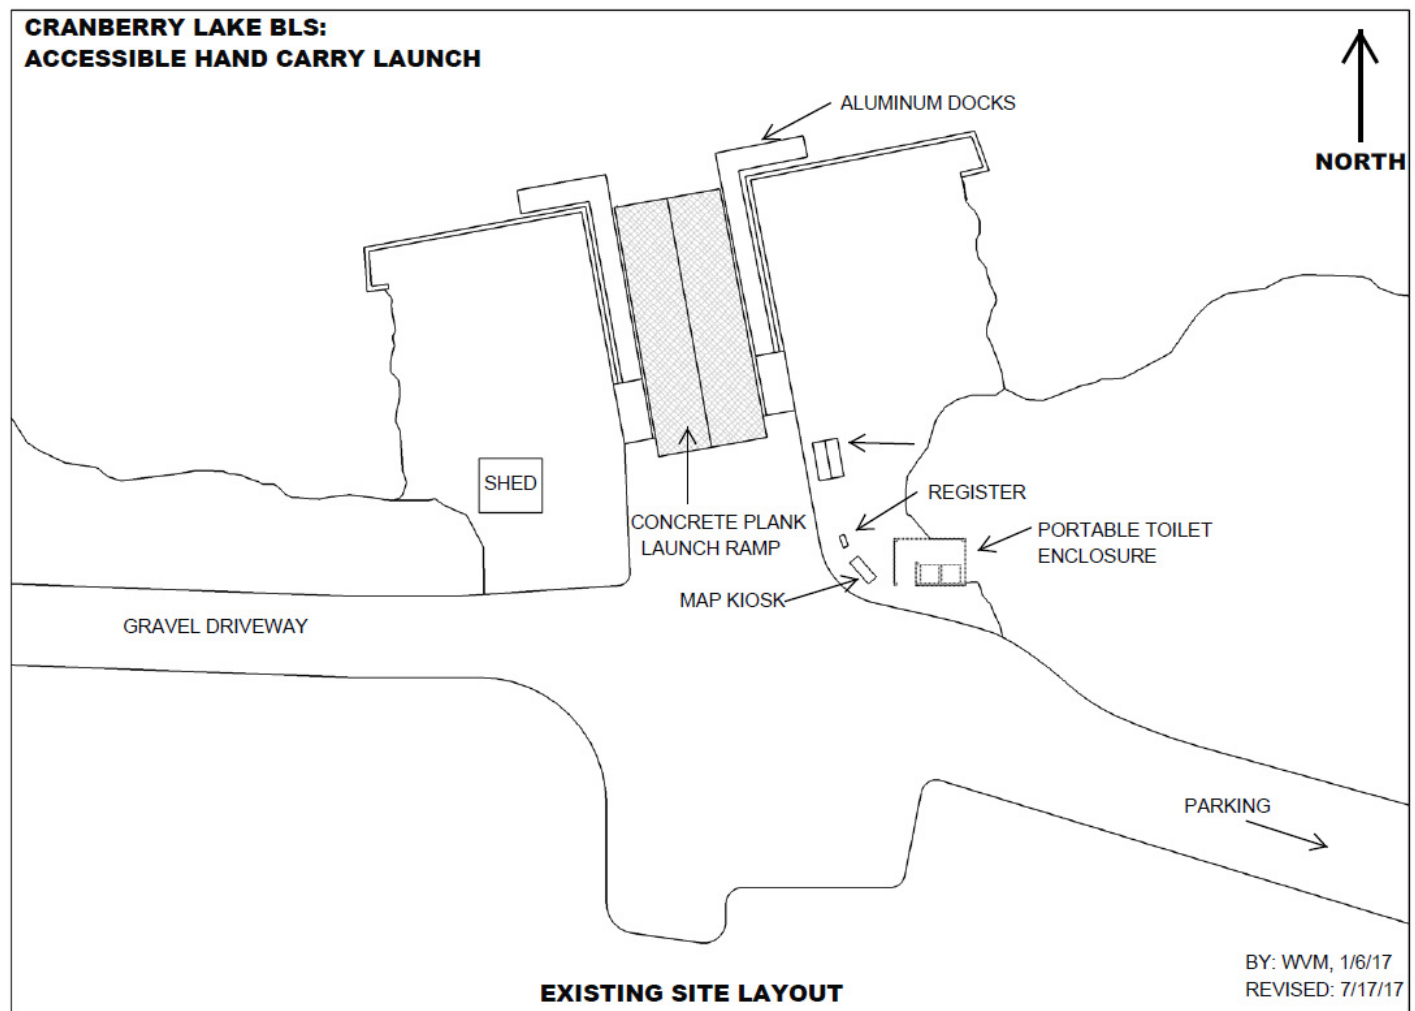 CRANBERRY LAKE BLS:
ACCESSIBLE HAND CARRY LAUNCH
ALUMINUM DOCKS
NORTH
SHED
REGISTER
CONCRETE PLANK
LAUNCH RAMP
PORTABLE TOILET
ENCLOSURE
MAP KIOSK
GRAVEL DRIVEWAY
PARKING
BY: WVM, 1/6/17
REVISED: 7/17/17
EXISTING SITE LAYOUT